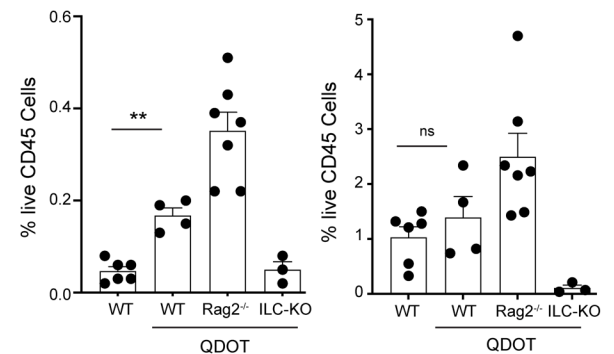 % live CD45 Cells
0.6
0.4
0.2
0.0
**
WT
WT
Rag2-/-
ILC-KO
QDOT
% live CD45 Cells
5
4
3
2
1
0
ns
WT
WT
Rag2-/-
ILC-KO
QDOT